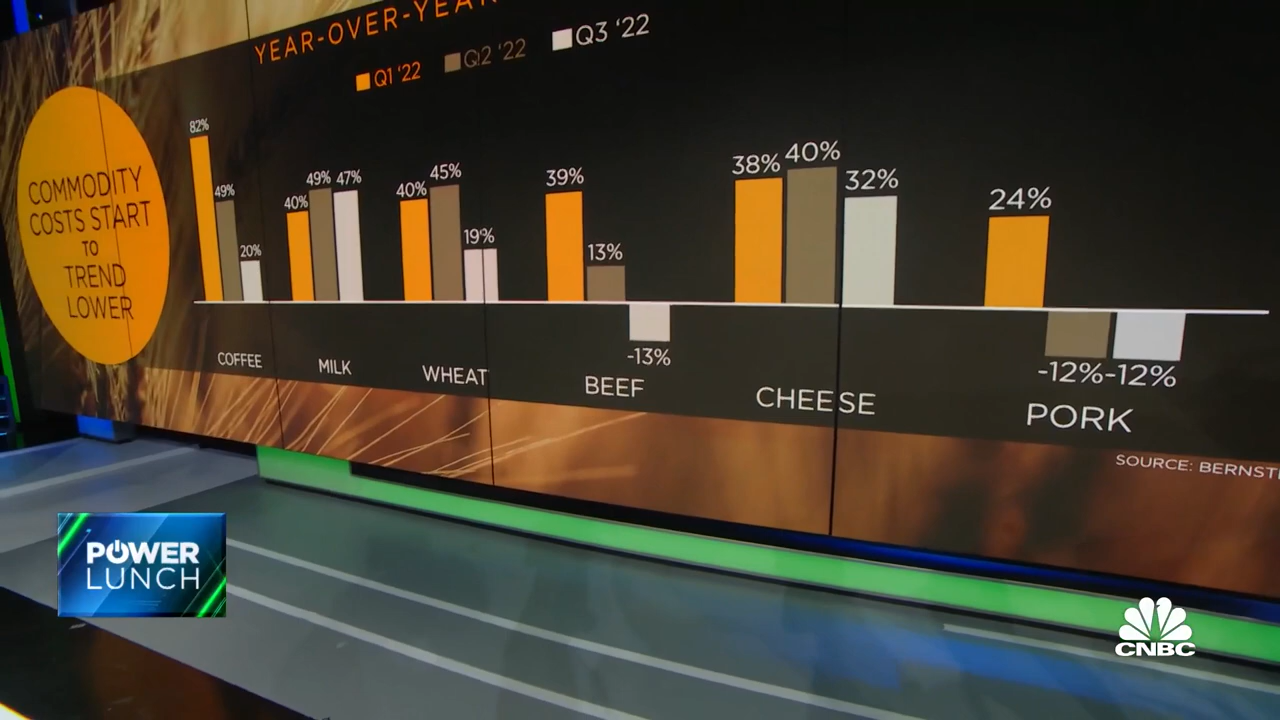 YEAR-OVER-YEAR
Q1 '22
Q2 '22
Q3 '22
COMMODITY
COSTS START
TO
TREND
LOWER
82%
49%
20%
40%
49%
47%
40%
45%
19%
39%
13%
-13%
38%
40%
32%
24%
-12%
-12%
COFFEE
MILK
WHEAT
BEEF
CHEESE
PORK
SOURCE: BERNST
POWER
LUNCH
CNBC